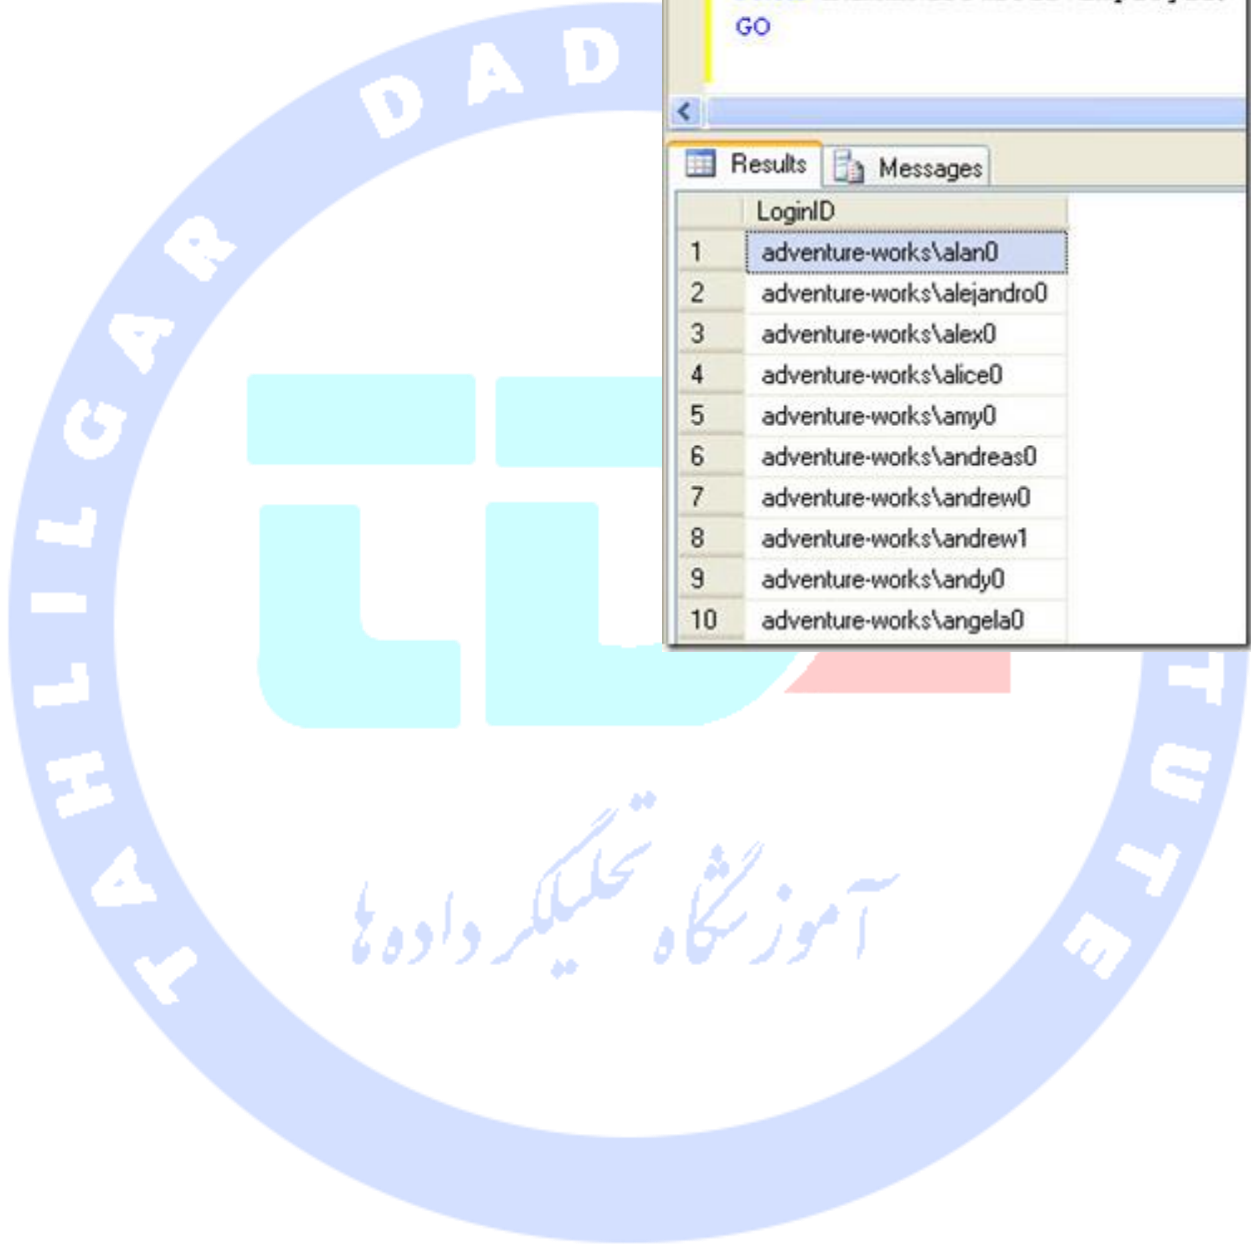 GO
Results Messages
LoginID
1 adventure-works\alan0
2 adventure-works\alejandro0
3 adventure-works\alex0
4 adventure-works\alice0
5 adventure-works\amy0
6 adventure-works\andreas0
7 adventure-works\andrew0
8 adventure-works\andrew1
9 adventure-works\andy0
10 adventure-works\angela0
TAHLILGAR DAD
TUTE
آموزشگاه تحلیلگر داده ها